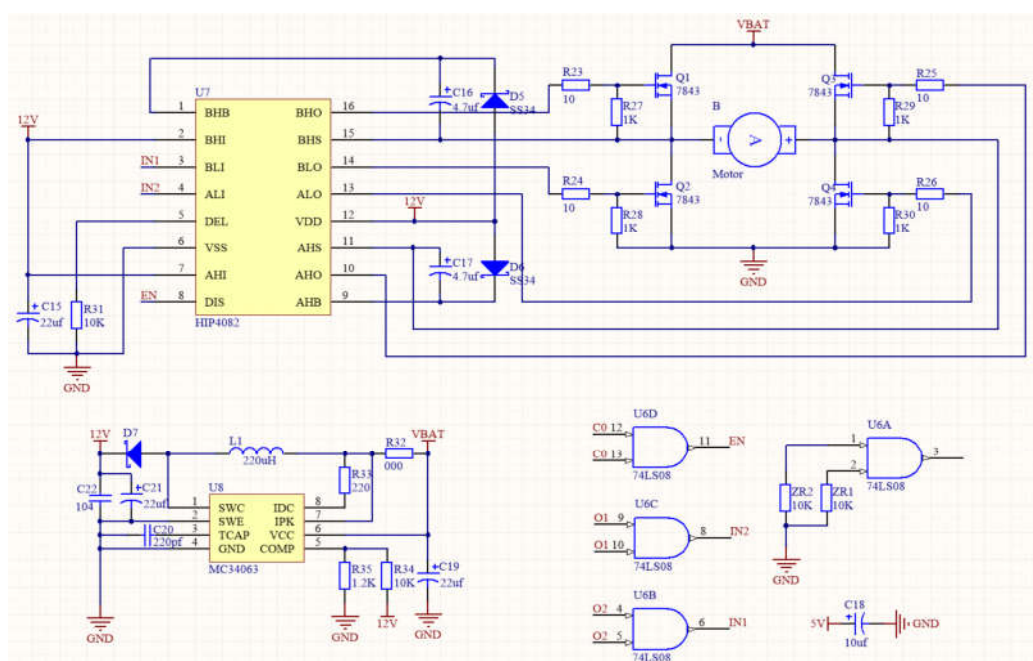 VBAT
U7
12V
1 BHB BHO 16
2 BHI BHS 15
IN1 3 BLI BLO 14
IN2 4 ALI ALO 13
5 DEL VDD 12
12V
6 VSS AHS 11
7 AHI AHO 10
EN 8 DIS AHB 9
HIP4082
C15
22uf
R31
10K
GND
C16
4.7uf
D5
SS34
C17
4.7uf
D6
SS34
R23
10
R27
1K
Q1
7843
R24
10
R28
1K
Q2
7843
B
A
Motor
Q3
7843
R25
10
R29
1K
Q4
7843
R26
10
R30
1K
GND
12V
D7
L1
220uH
R32
000
VBAT
R33
220
C22
104
C21
22uf
C20
220pf
U8
1 SWC IDC 8
2 SWE IPK 7
3 TCAP VCC 6
4 GND COMP 5
MC34063
R35
1.2K
R34
10K
C19
22uf
GND
GND
12V
GND
U6D
C0 12
C0 13
11 EN
74LS08
U6C
O1 9
O1 10
8 IN2
74LS08
U6B
O2 4
O2 5
6 IN1
74LS08
U6A
1
2
3
74LS08
ZR2
10K
ZR1
10K
GND
C18
5V
GND
10uf